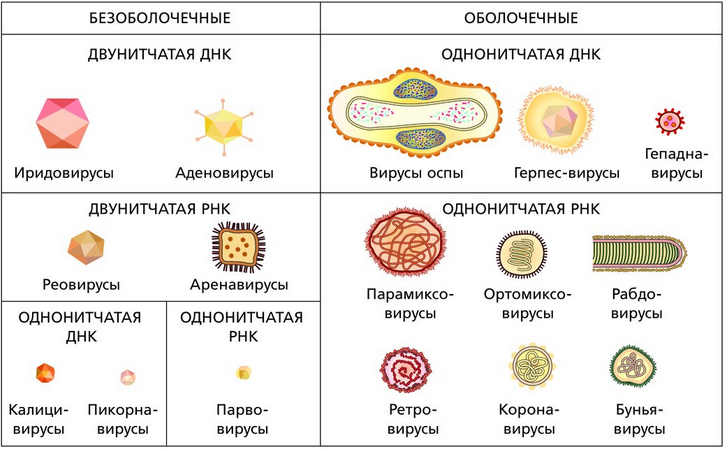 БЕЗОБОЛОЧЕЧНЫЕ
ОБОЛОЧЕЧНЫЕ
ДВУНИТЧАТАЯ ДНК
Иридовирусы
Аденовирусы
ОДНОНИТЧАТАЯ ДНК
Вирусы оспы
Герпес-вирусы
Гепадна-
вирусы
ДВУНИТЧАТАЯ РНК
Реовирусы
Аренавирусы
ОДНОНИТЧАТАЯ
ДНК
Калици-
вирусы
Пикорна-
вирусы
ОДНОНИТЧАТАЯ
РНК
Парво-
вирусы
ОДНОНИТЧАТАЯ РНК
Парамиксо-
вирусы
Ортомиксо-
вирусы
Рабдо-
вирусы
Ретро-
вирусы
Корона-
вирусы
Бунья-
вирусы